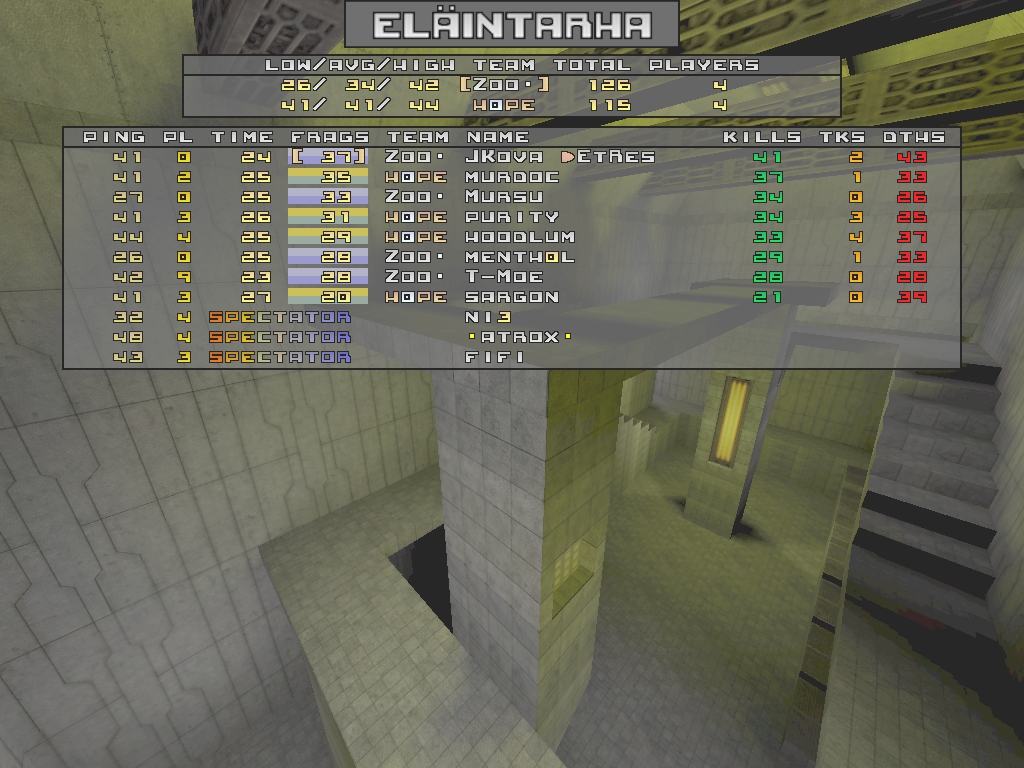 ELÄINTARHA
LOW/AVG/HIGH TEAM TOTAL PLAYERS
26/ 34/ 42 [ZOO·] 126 4
41/ 41/ 44 HOPE 115 4
PING PL TIME FRAGS TEAM NAME KILLS TKS DTHS
41 0 24 [ 37] ZOO· JKOVA DETRES 41 2 43
41 2 25 35 HOPE MURDOC 37 1 33
27 0 25 33 ZOO· MURSU 34 0 26
41 3 26 31 HOPE PURITY 34 3 35
44 4 25 29 HOPE HOODLUM 33 4 37
26 0 25 28 ZOO· MENTHOL 29 1 33
42 9 23 28 ZOO· T-MOE 28 0 28
41 3 27 20 HOPE SARGON 21 0 39
32 4 SPECTATOR NI3
48 4 SPECTATOR ·ATROX·
43 3 SPECTATOR FIFI